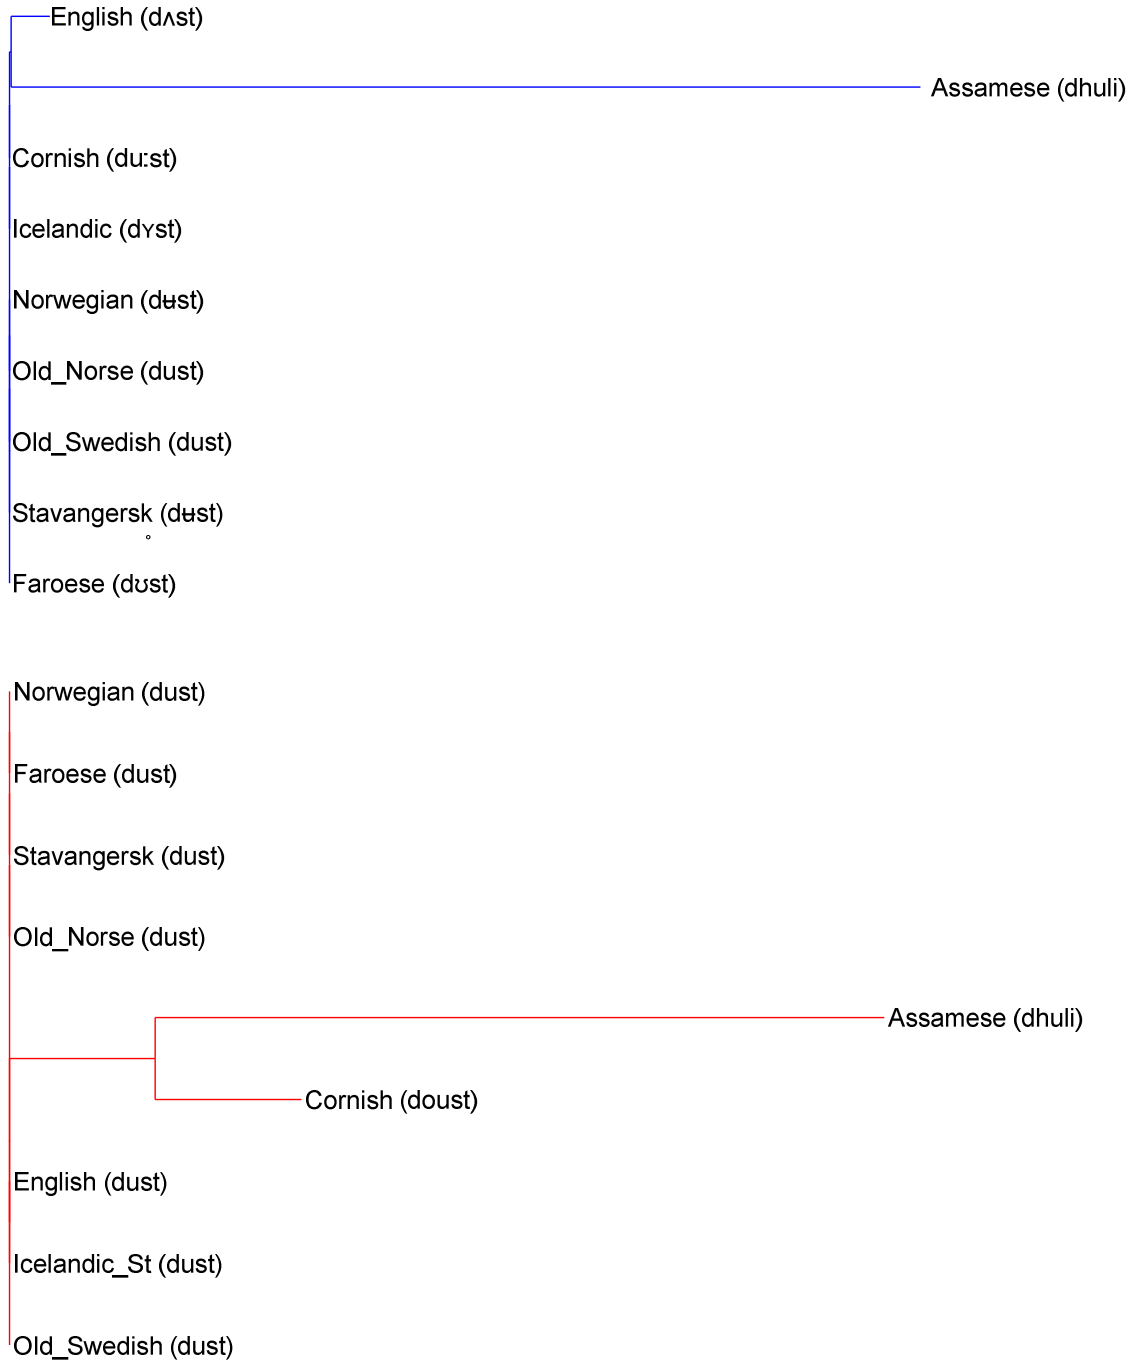 English (dʌst)
Assamese (dhuli)
Cornish (duːst)
Icelandic (dʏst)
Norwegian (dʉst)
Old_Norse (dust)
Old_Swedish (dust)
Stavangersk (d̥ʉst)
Faroese (dʊst)
Norwegian (dust)
Faroese (dust)
Stavangersk (dust)
Old_Norse (dust)
Assamese (dhuli)
Cornish (doust)
English (dust)
Icelandic_St (dust)
Old_Swedish (dust)